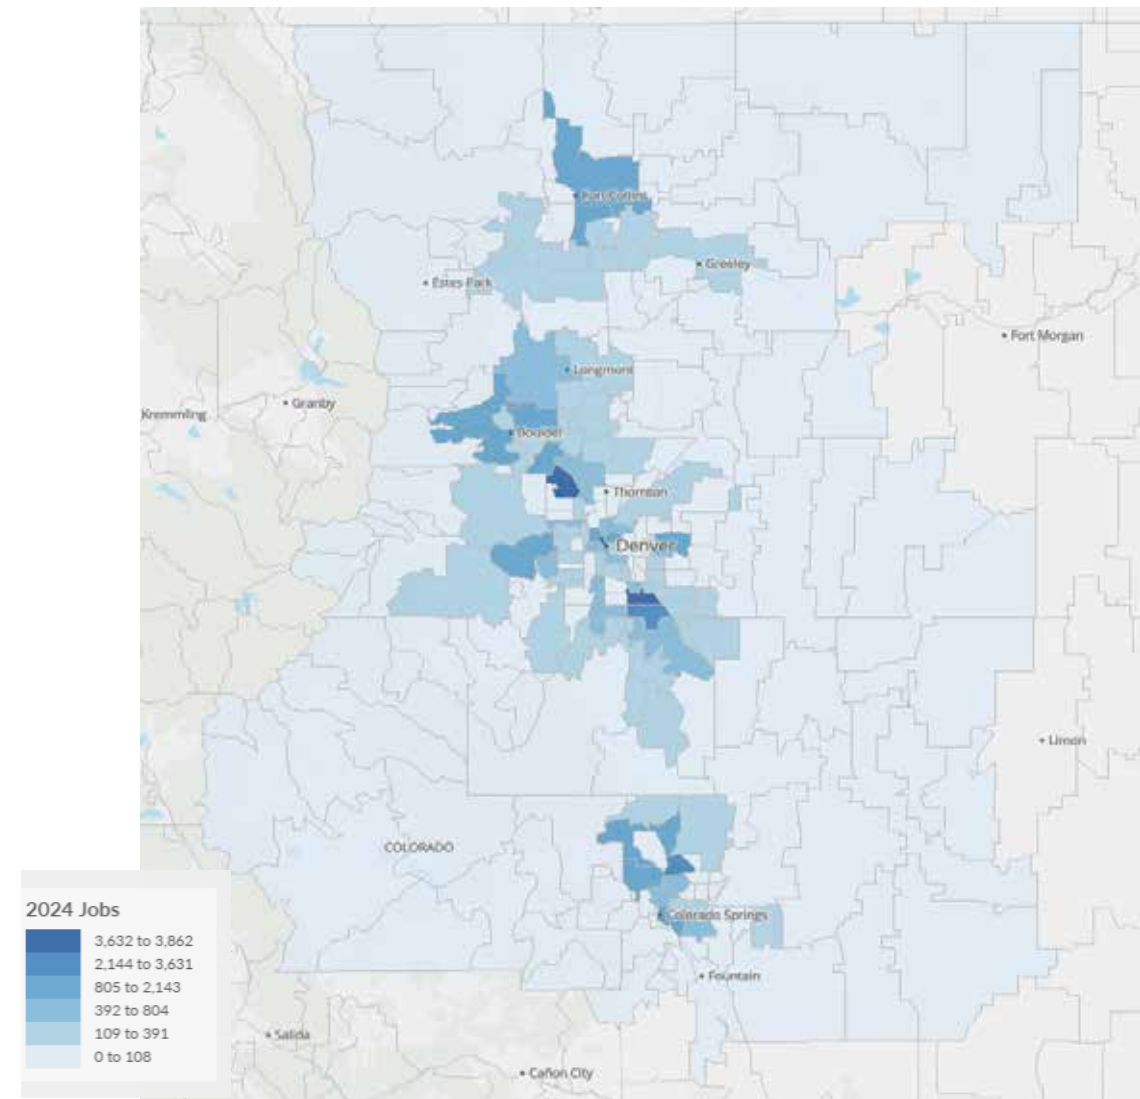 Fort Collins
Greeley
Estes Park
Fort Morgan
Longmont
Granby
Kremmling
Boulder
Thornton
Denver
Limon
COLORADO
2024 Jobs
Colorado Springs
3,632 to 3,862
2,144 to 3,631
Fountain
805 to 2,143
392 to 804
109 to 391
Salida
0 to 108
Cañon City